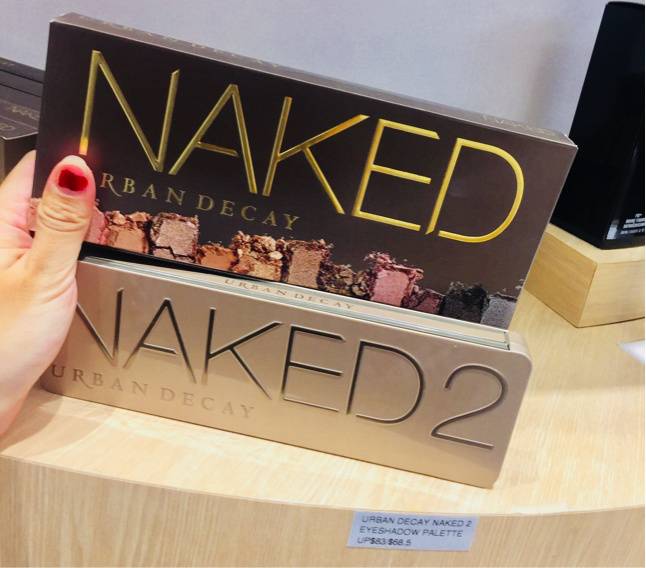 NAKED
URBAN DECAY
URBAN DECAY
NAKED2
URBAN DECAY
URBAN DECAY NAKED 2
EYESHADOW PALETTE
UP$83/$68.5